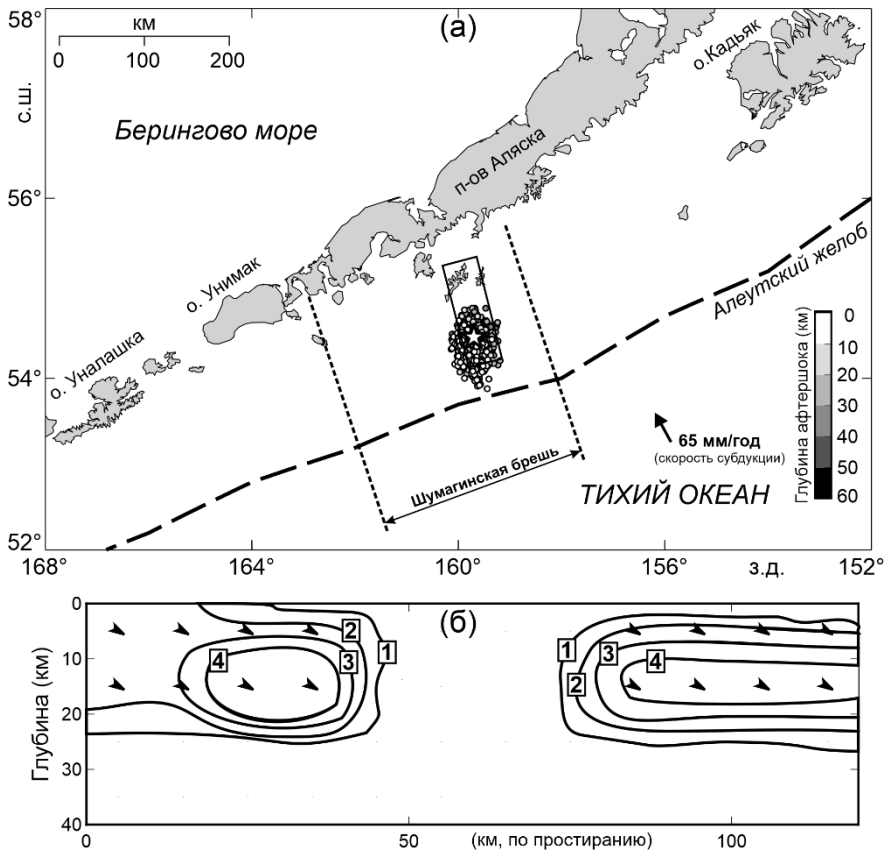 (а)
км
0 100 200
58°
56°
54°
52°
с.ш.
Берингово море
о.Кадьяк
п-ов Аляска
о. Унимак
о. Уналашка
Алеутский желоб
Шумагинская брешь
65 мм/год
(скорость субдукции)
ТИХИЙ ОКЕАН
Глубина афтершока (км)
0
10
20
30
40
50
60
168° 164° 160° 156° з.д. 152°
(б)
Глубина (км)
0
10
20
30
40
4 3 2 1
1 2 3 4
0 50 (км, по простиранию) 100